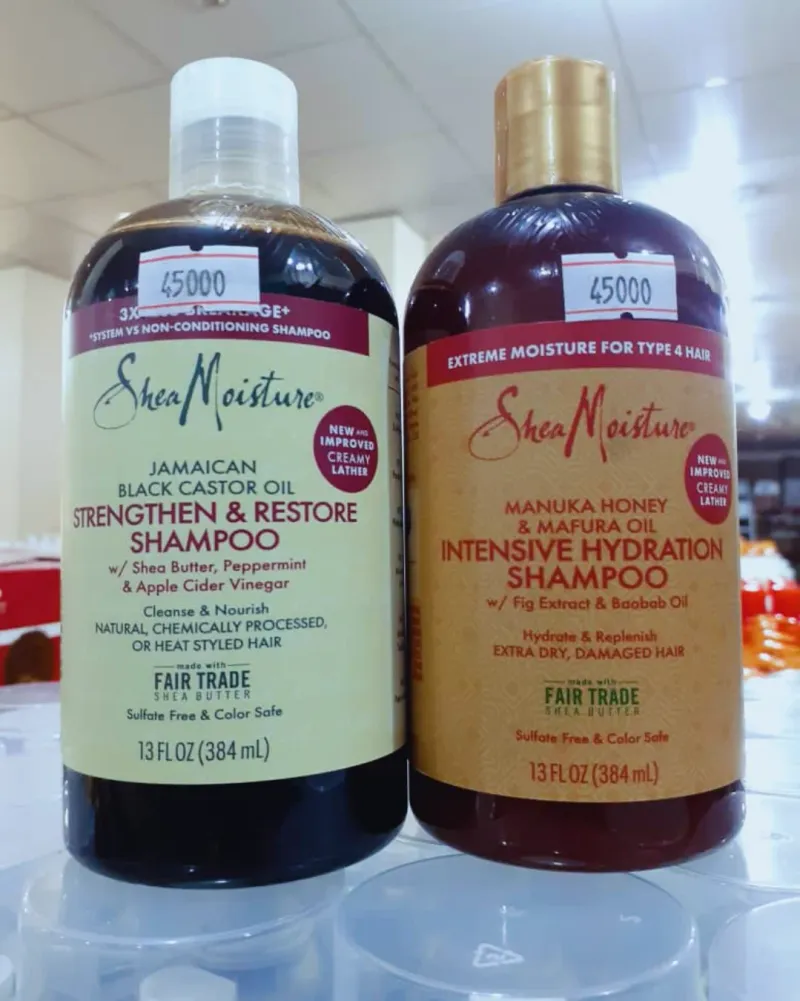 45000
3X BREAKAGE+
*SYSTEM VS NON-CONDITIONING SHAMPOO
SheaMoisture®
NEW AND
IMPROVED
CREAMY
LATHER
JAMAICAN
BLACK CASTOR OIL
STRENGTHEN & RESTORE
SHAMPOO
w/ Shea Butter, Peppermint
& Apple Cider Vinegar
Cleanse & Nourish
NATURAL, CHEMICALLY PROCESSED,
OR HEAT STYLED HAIR
made with
FAIR TRADE
SHEA BUTTER
Sulfate Free & Color Safe
13 FL OZ (384 mL)
45000
EXTREME MOISTURE FOR TYPE 4 HAIR
SheaMoisture®
NEW AND
IMPROVED
CREAMY
LATHER
MANUKA HONEY
& MAFURA OIL
INTENSIVE HYDRATION
SHAMPOO
w/ Fig Extract & Baobab Oil
Hydrate & Replenish
EXTRA DRY, DAMAGED HAIR
made with
FAIR TRADE
SHEA BUTTER
Sulfate Free & Color Safe
13 FL OZ (384 mL)